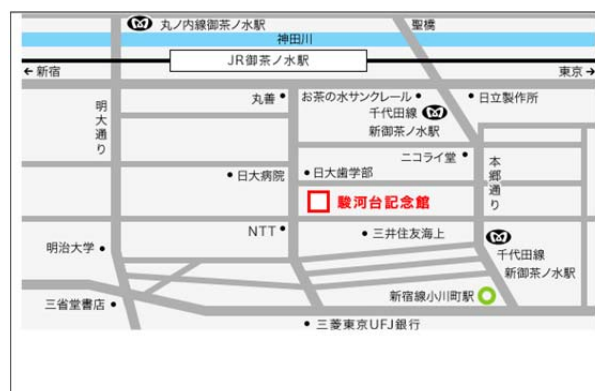 丸ノ内線御茶ノ水駅
聖橋
神田川
JR御茶ノ水駅
←新宿
東京→
明大通り
丸善
お茶の水サンクレール
日立製作所
千代田線
新御茶ノ水駅
ニコライ堂
本郷通り
日大病院
日大歯学部
駿河台記念館
NTT
三井住友海上
明治大学
千代田線
新御茶ノ水駅
新宿線小川町駅
三省堂書店
三菱東京UFJ銀行